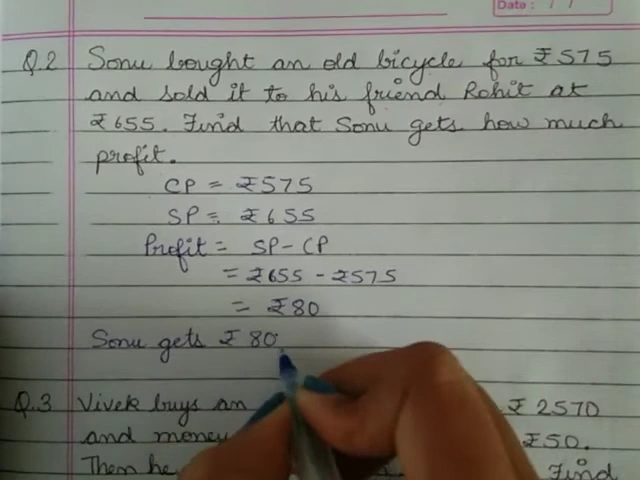 Date : / /
Q.2 Sonu bought an old bicycle for ₹575
and sold it to his friend Rohit at
₹655. Find that Sonu gets how much
profit.
CP = ₹575
SP = ₹655
Profit = SP - CP
= ₹655 - ₹575
= ₹80
Sonu gets ₹80
Q.3 Vivek buys an ₹2570
and money ₹50.
Then he Find